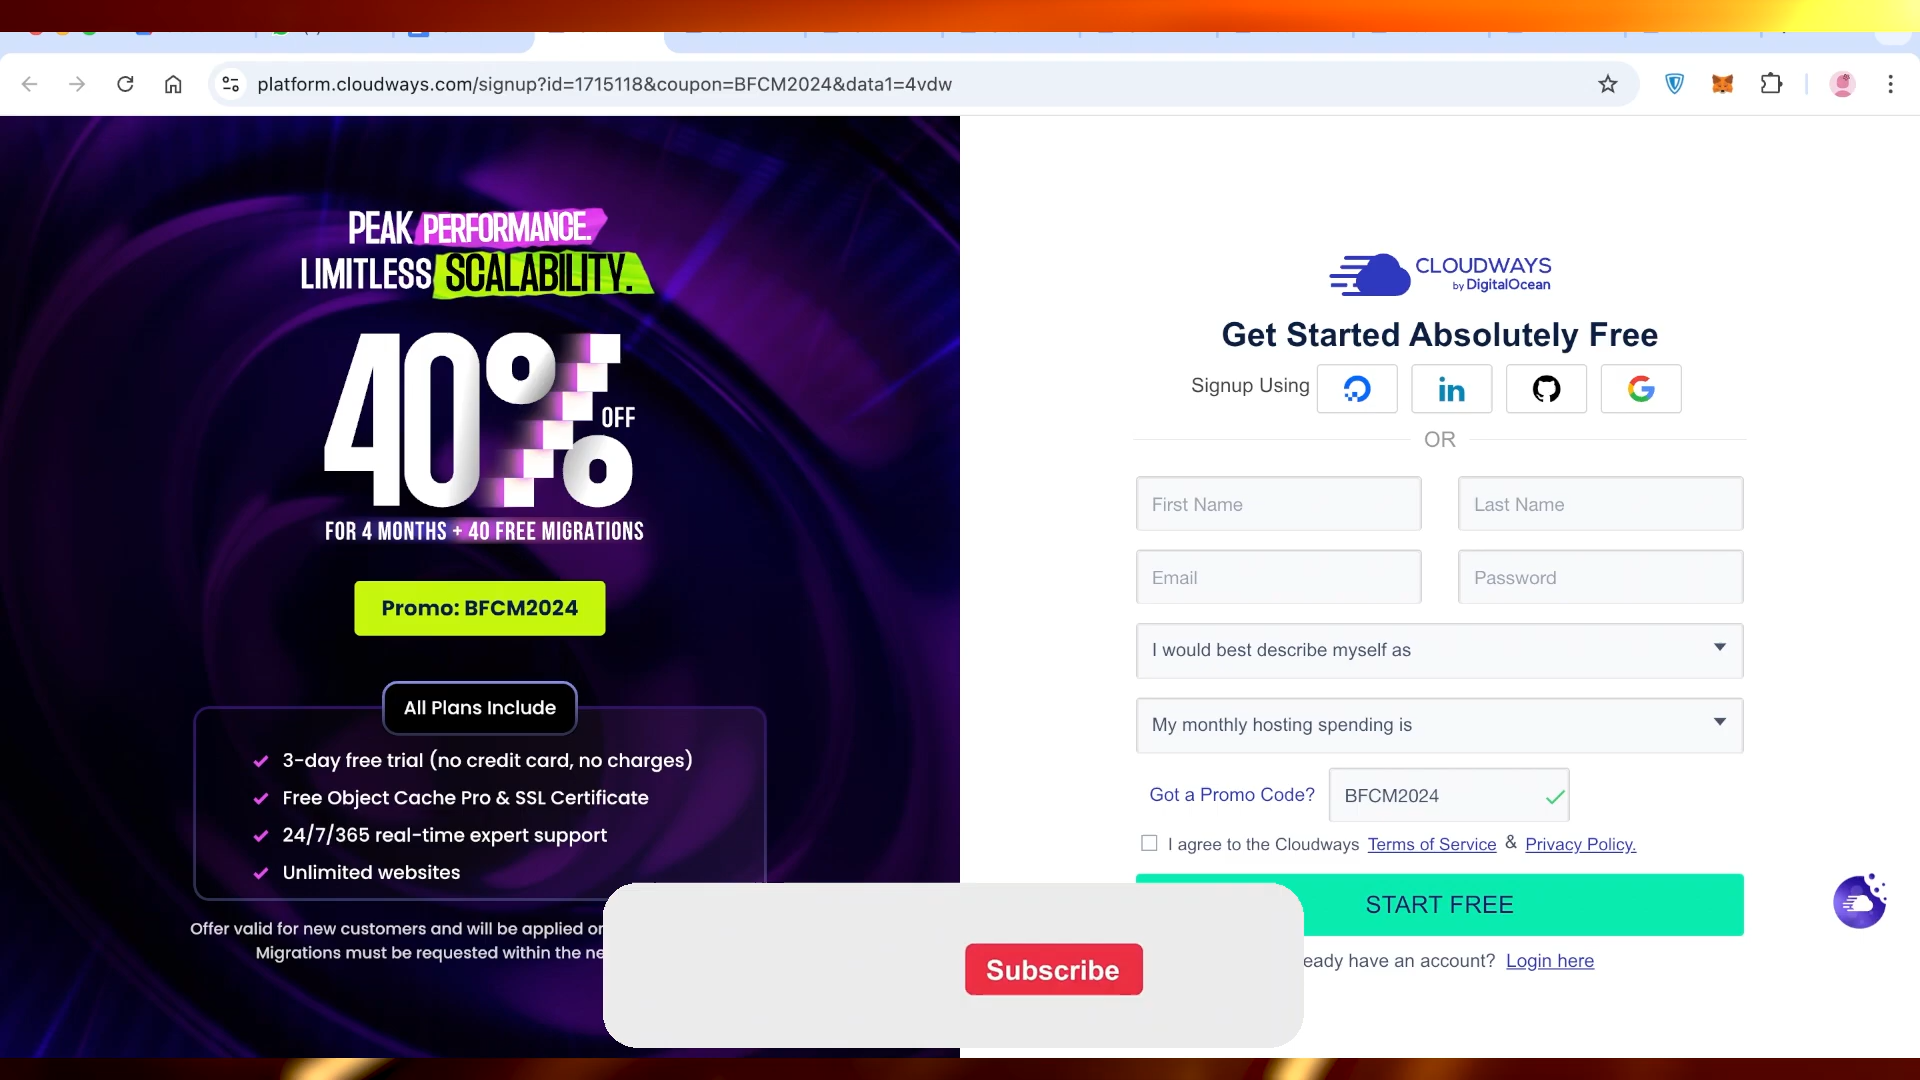 platform.cloudways.com/signup?id=1715118&coupon=BFCM2024&data1=4vdw
PEAK PERFORMANCE.
LIMITLESS SCALABILITY.
40% OFF
FOR 4 MONTHS + 40 FREE MIGRATIONS
Promo: BFCM2024
All Plans Include
3-day free trial (no credit card, no charges)
Free Object Cache Pro & SSL Certificate
24/7/365 real-time expert support
Unlimited websites
Offer valid for new customers and will be applied
Migrations must be requested within the
CLOUDWAYS
by DigitalOcean
Get Started Absolutely Free
Signup Using
OR
First Name
Last Name
Email
Password
I would best describe myself as
My monthly hosting spending is
Got a Promo Code? BFCM2024
I agree to the Cloudways Terms of Service & Privacy Policy.
START FREE
have an account? Login here
Subscribe